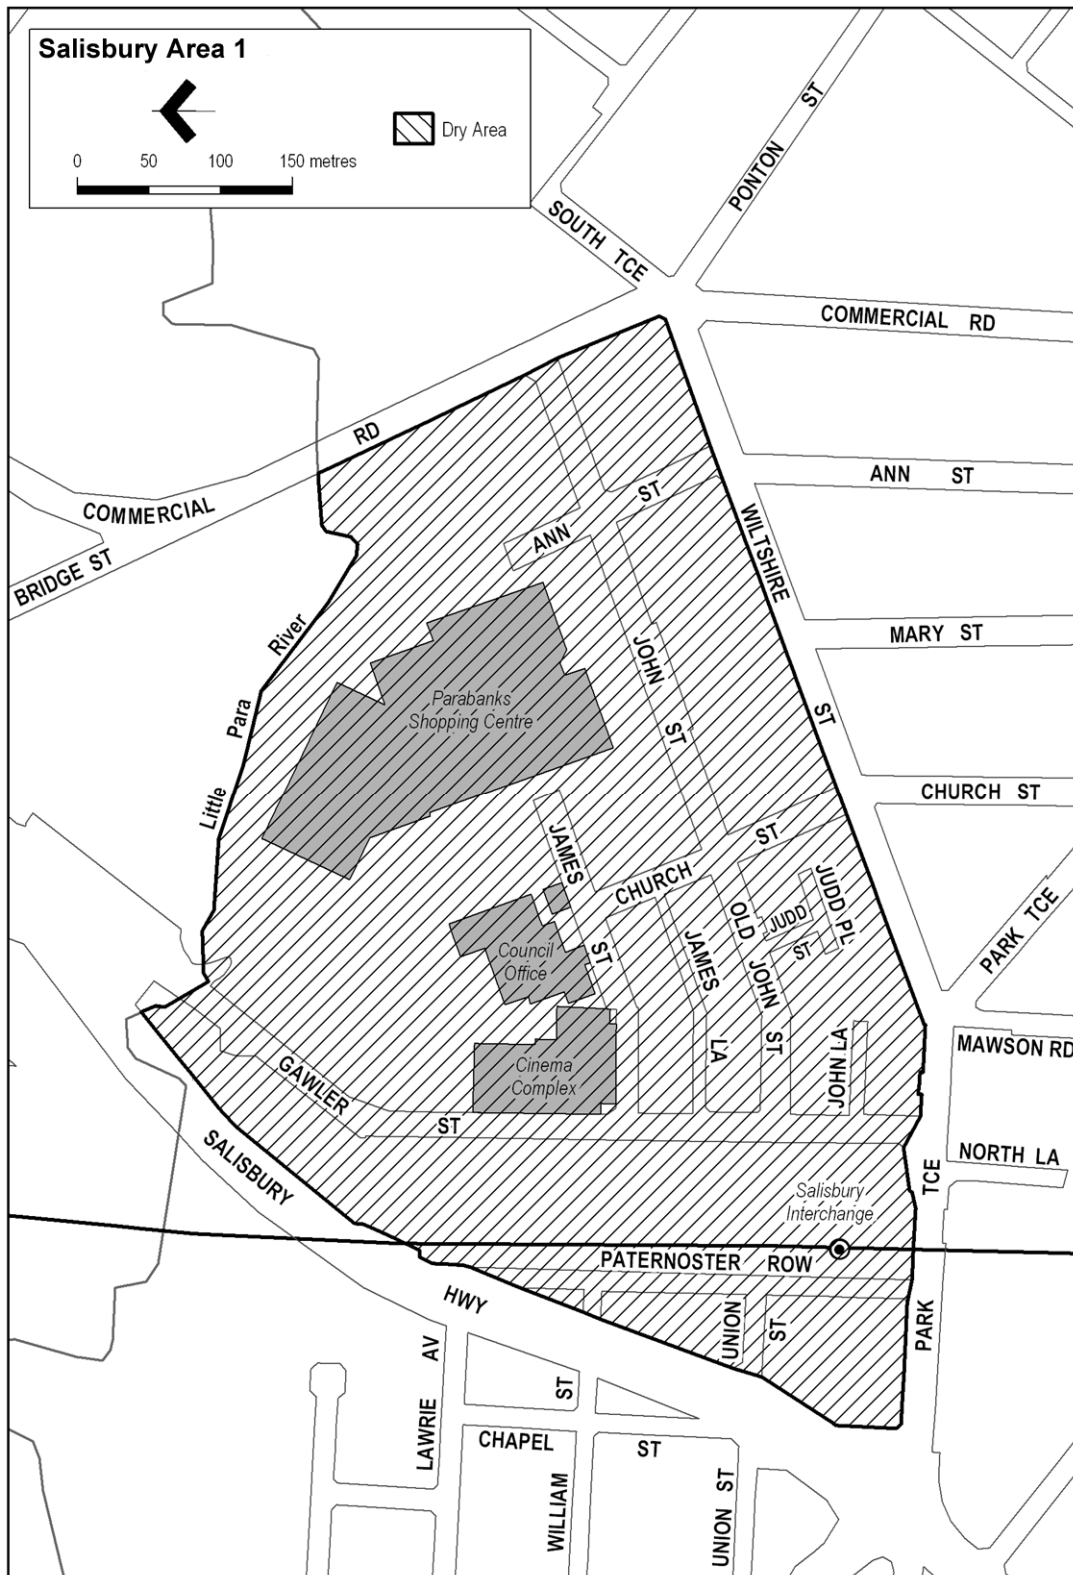 Salisbury Area 1
Dry Area
0 50 100 150 metres
PONTON ST
SOUTH TCE
COMMERCIAL RD
COMMERCIAL RD
BRIDGE ST
ANN ST
ANN ST
WILTSHIRE ST
MARY ST
Little Para River
Parabanks
Shopping Centre
JOHN ST
CHURCH ST
CHURCH ST
JAMES ST
JAMES LA
OLD JOHN ST
JUDD ST
JUDD PL
PARK TCE
Council
Office
Cinema
Complex
JOHN LA
MAWSON RD
GAWLER ST
NORTH LA
SALISBURY HWY
Salisbury
Interchange
PATERNOSTER ROW
PARK TCE
UNION ST
LAWRIE AV
CHAPEL ST
WILLIAM ST
UNION ST